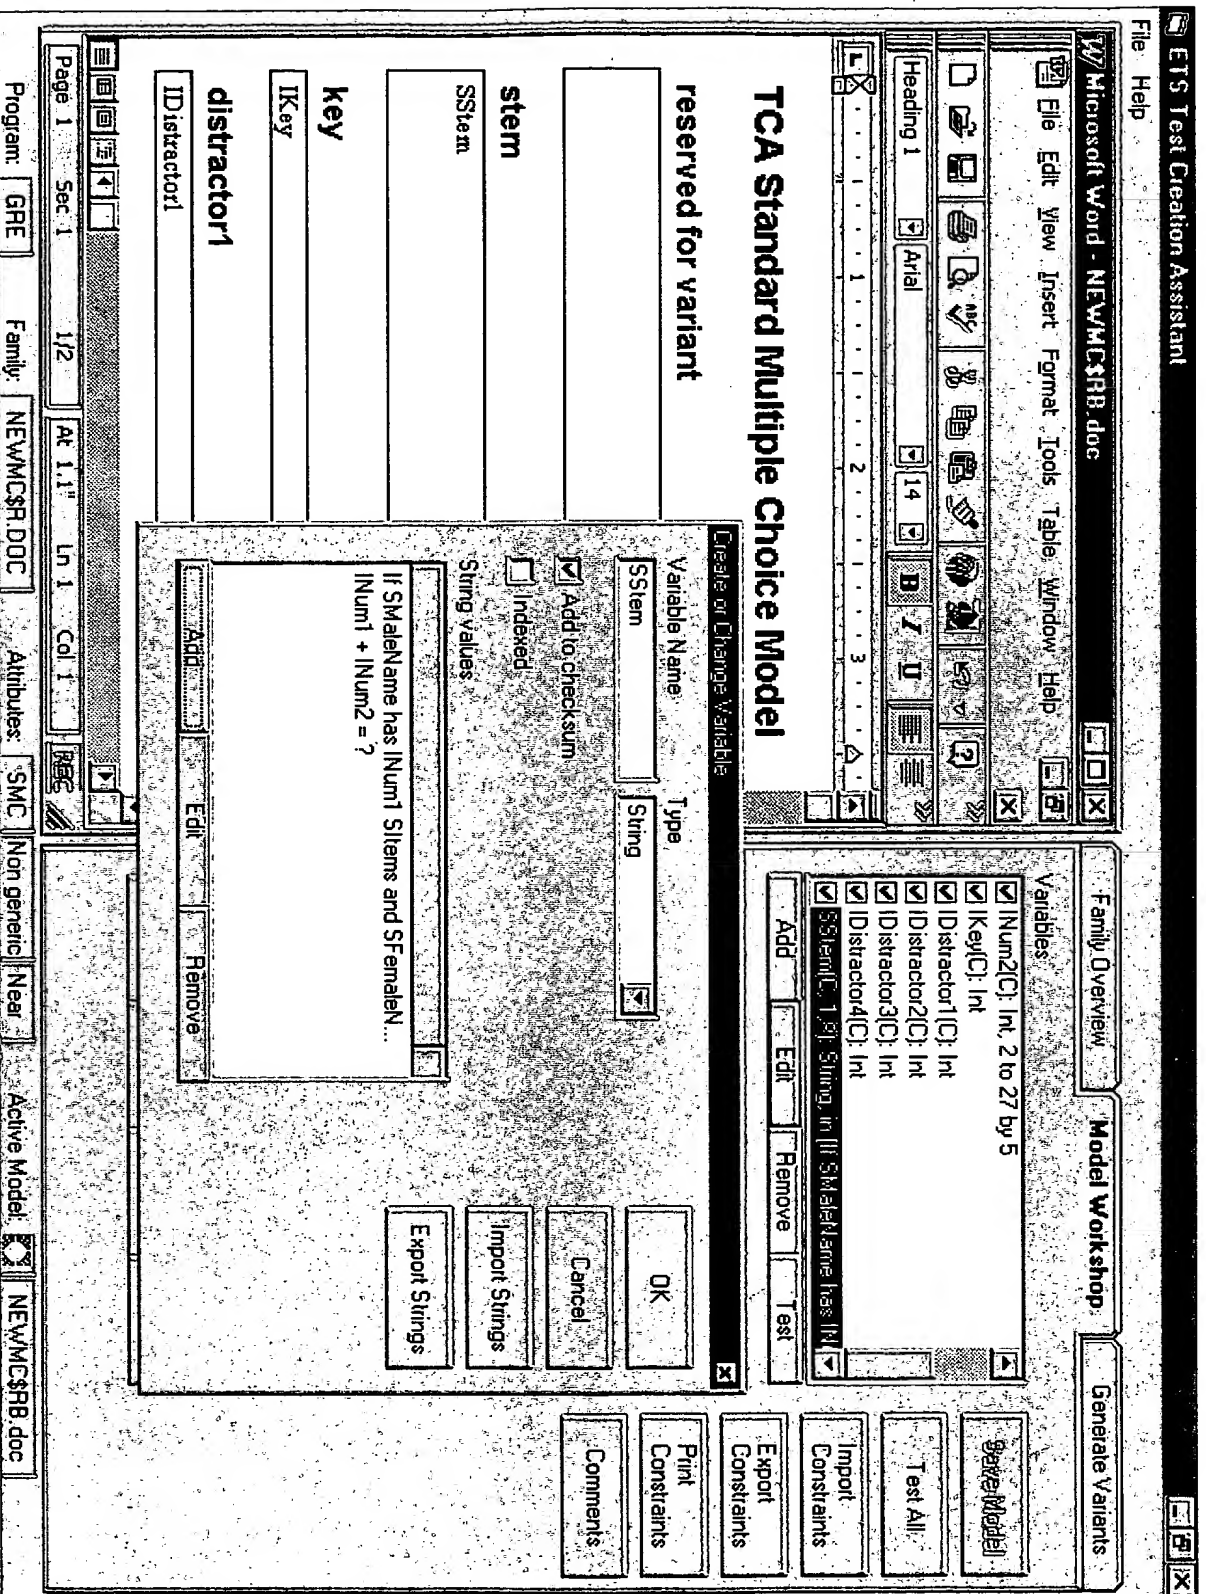 ETS Test Creation Assistant
File Help
Microsoft Word - NEWMC$RB.doc
File Edit View Insert Format Tools Table Window Help
Heading 1 Arial 14 B I U
1 2 3
TCA Standard Multiple Choice Model
reserved for variant
stem
SStem
key
IKey
distractor1
IDistractor1
Page 1 Sec 1 1/2 At 1.1" Ln 1 Col 1 REC
Family Overview Model Workshop Generate Variants
Variables
INum2(C): Int, 2 to 27 by 5
Key(C): Int
IDistractor1(C): Int
IDistractor2(C): Int
IDistractor3(C): Int
IDistractor4(C): Int
String, in [If SMaleName has
Add Edit Remove Test
Save Model
Test All
Import Constraints
Export Constraints
Print Constraints
Comments
Create or Change Variable
Variable Name Type
SStem String
Add to checksum
Indexed
String values
If SMaleName has INum1 SItems and SFemaleN...
INum1 + INum2 = ?
Add Edit Remove
OK
Cancel
Import Strings
Export Strings
Program: GRE Family: NEWMC$R.DOC Attributes: SMC Non generic Near Active Model: NEWMC$RB.doc